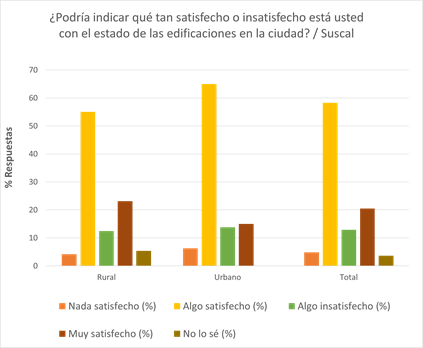 ¿Podría indicar qué tan satisfecho o insatisfecho está usted
con el estado de las edificaciones en la ciudad? / Suscal
% Respuestas
70
60
50
40
30
20
10
0
Rural Urbano Total
Nada satisfecho (%) Algo satisfecho (%) Algo insatisfecho (%)
Muy satisfecho (%) No lo sé (%)